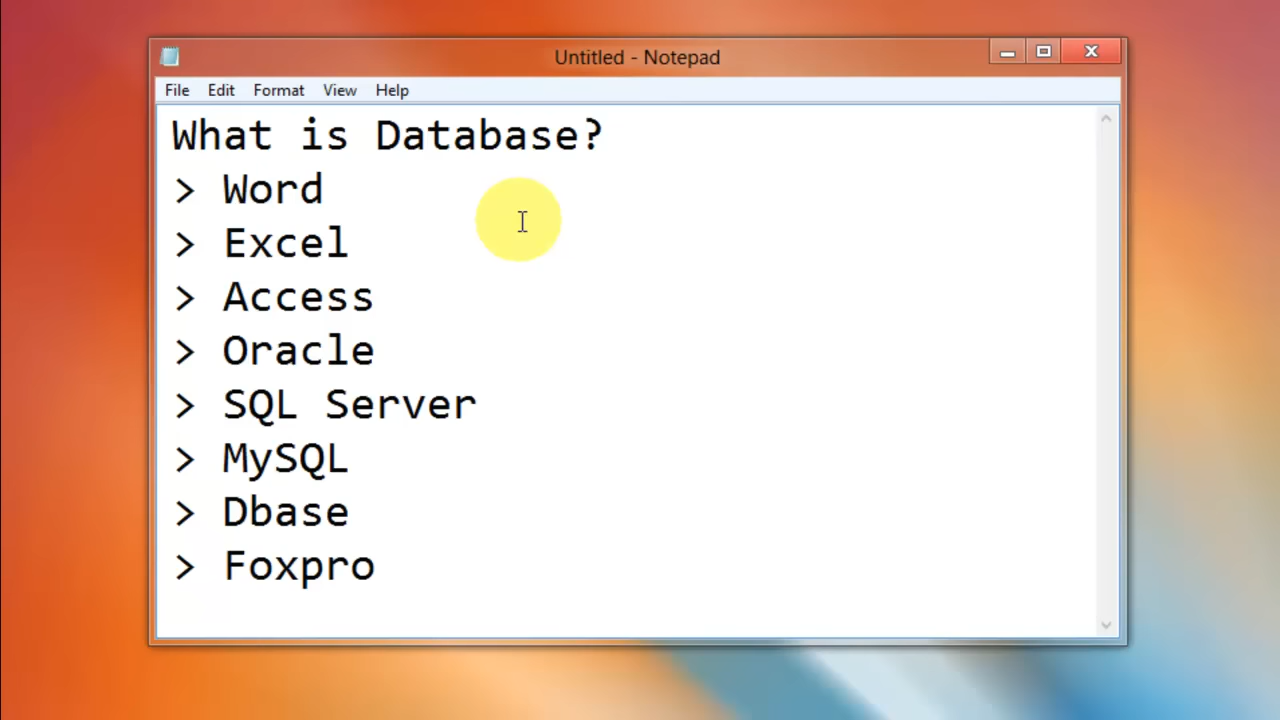 Untitled - Notepad
File Edit Format View Help
What is Database?
> Word
> Excel
> Access
> Oracle
> SQL Server
> MySQL
> Dbase
> Foxpro